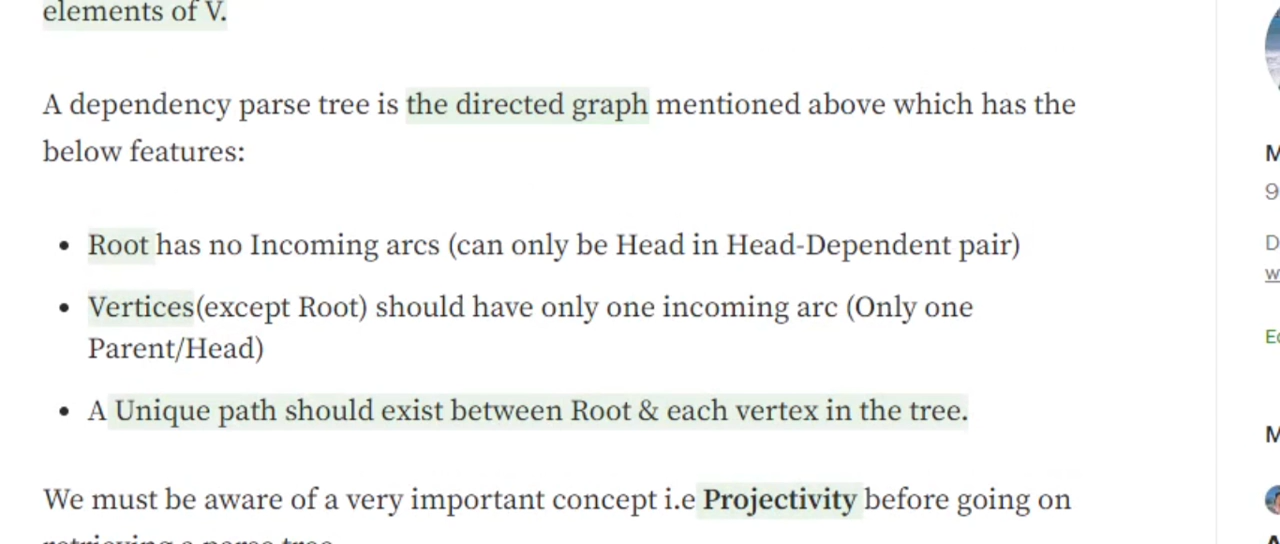 elements of V.
A dependency parse tree is the directed graph mentioned above which has the
below features:
• Root has no Incoming arcs (can only be Head in Head-Dependent pair)
• Vertices(except Root) should have only one incoming arc (Only one
Parent/Head)
• A Unique path should exist between Root & each vertex in the tree.
We must be aware of a very important concept i.e Projectivity before going on
retrieving a parse tree.